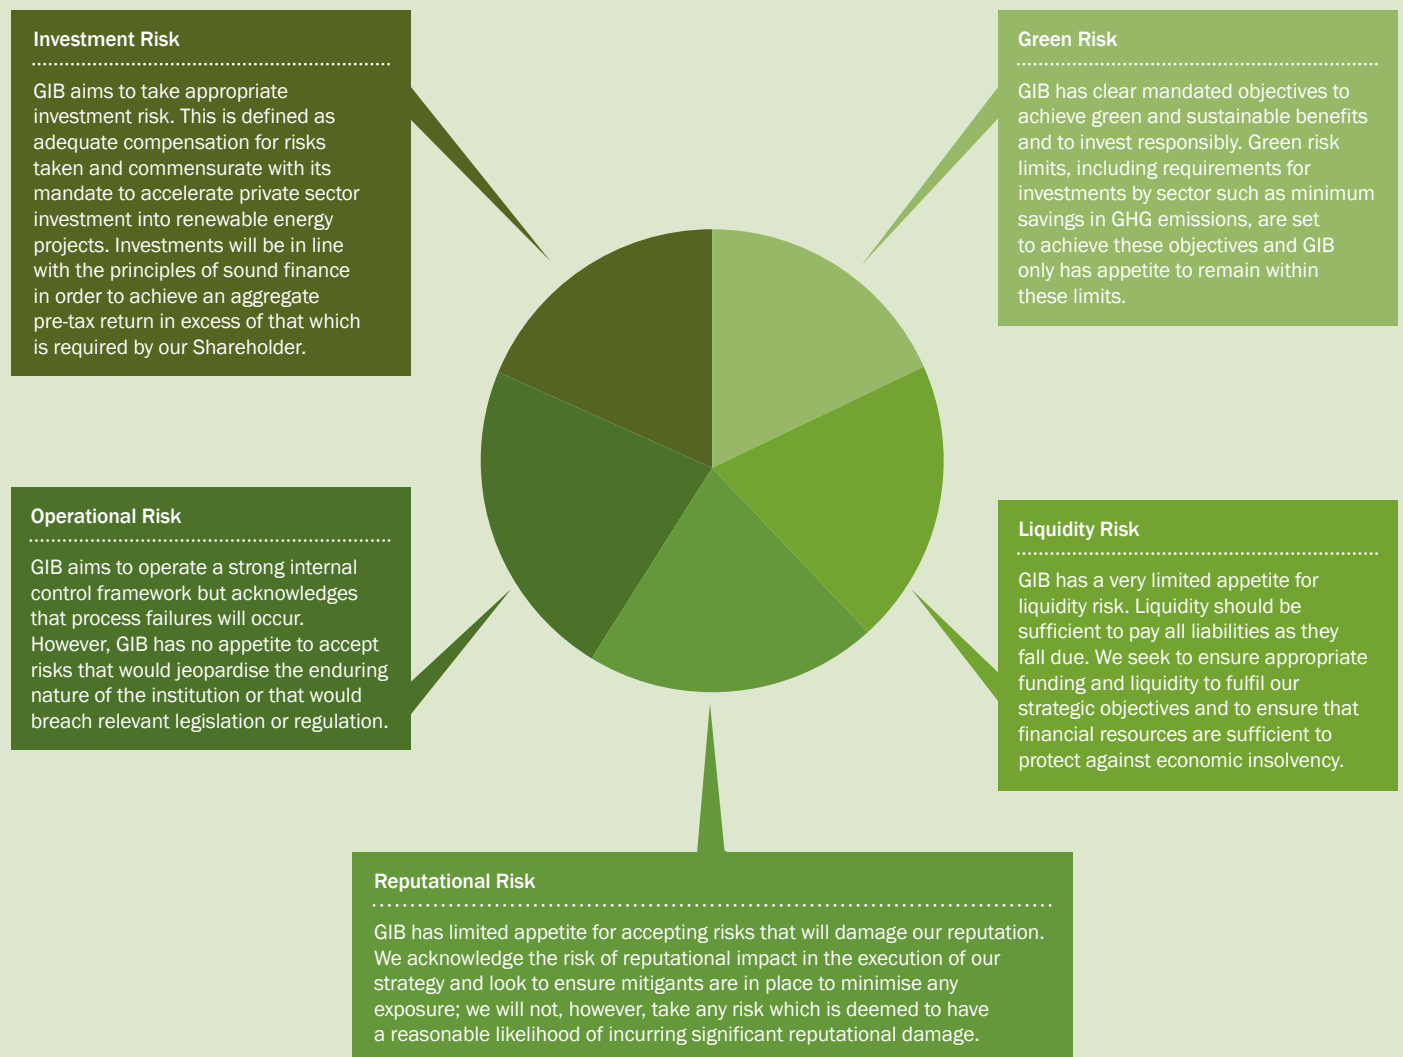 Investment Risk
GIB aims to take appropriate
investment risk. This is defined as
adequate compensation for risks
taken and commensurate with its
mandate to accelerate private sector
investment into renewable energy
projects. Investments will be in line
with the principles of sound finance
in order to achieve an aggregate
pre-tax return in excess of that which
is required by our Shareholder.
Green Risk
GIB has clear mandated objectives to
achieve green and sustainable benefits
and to invest responsibly. Green risk
limits, including requirements for
investments by sector such as minimum
savings in GHG emissions, are set
to achieve these objectives and GIB
only has appetite to remain within
these limits.
Operational Risk
GIB aims to operate a strong internal
control framework but acknowledges
that process failures will occur.
However, GIB has no appetite to accept
risks that would jeopardise the enduring
nature of the institution or that would
breach relevant legislation or regulation.
Liquidity Risk
GIB has a very limited appetite for
liquidity risk. Liquidity should be
sufficient to pay all liabilities as they
fall due. We seek to ensure appropriate
funding and liquidity to fulfil our
strategic objectives and to ensure that
financial resources are sufficient to
protect against economic insolvency.
Reputational Risk
GIB has limited appetite for accepting risks that will damage our reputation.
We acknowledge the risk of reputational impact in the execution of our
strategy and look to ensure mitigants are in place to minimise any
exposure; we will not, however, take any risk which is deemed to have
a reasonable likelihood of incurring significant reputational damage.